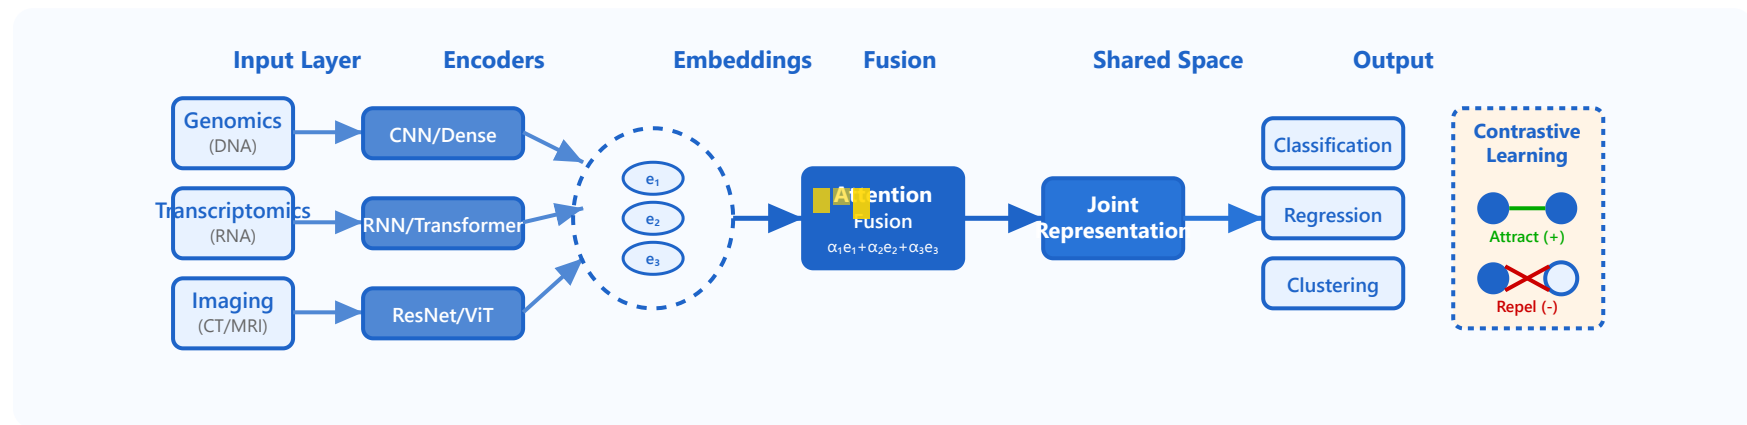 Input Layer
Encoders
Embeddings
Fusion
Shared Space
Output
Genomics
(DNA)
Transcriptomics
(RNA)
Imaging
(CT/MRI)
CNN/Dense
RNN/Transformer
ResNet/ViT
e₁
e₂
e₃
Attention
Fusion
α₁e₁+α₂e₂+α₃e₃
Joint
Representation
Classification
Regression
Clustering
Contrastive
Learning
Attract (+)
Repel (-)